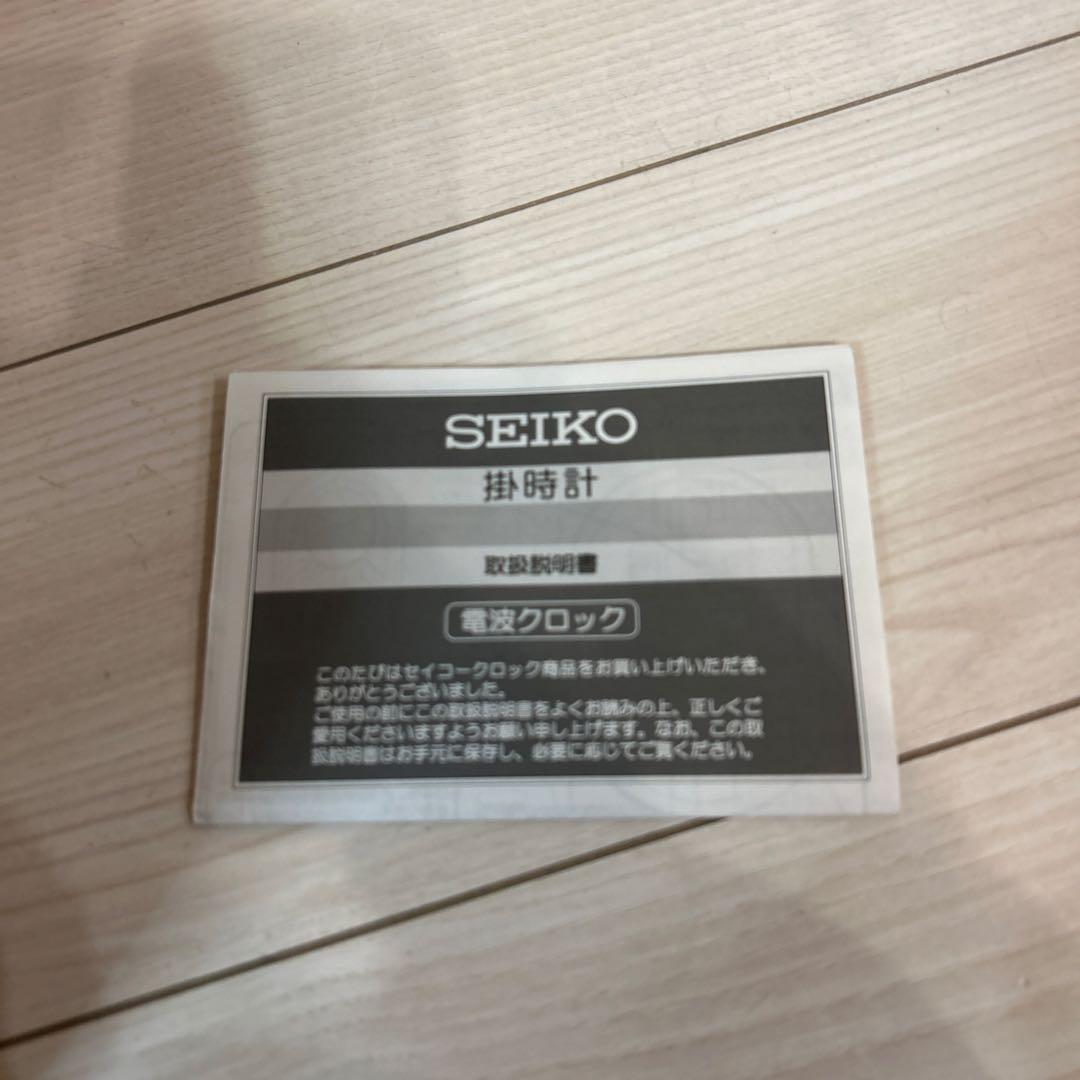 SEIKO
掛時計
取扱説明書
電波クロック
このたびはセイコークロック商品をお買い上げいただき、
ありがとうございました。
ご使用の前にこの取扱説明書をよくお読みの上、正しくご
愛用くださいますようお願い申し上げます。なお、この取
扱説明書はお手元に保存し、必要に応じてご覧ください。